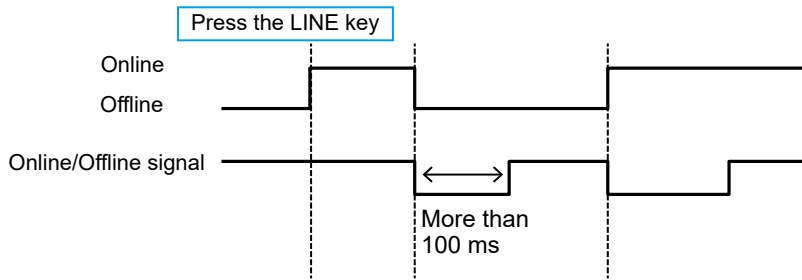 Press the LINE key
Online
Offline
Online/Offline signal
More than
100 ms